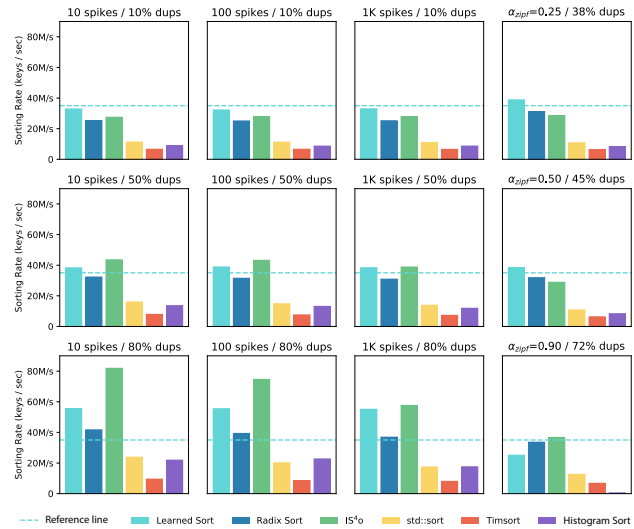 10 spikes / 10% dups
100 spikes / 10% dups
1K spikes / 10% dups
αzipf=0.25 / 38% dups
Sorting Rate (keys / sec)
80M/s
60M/s
40M/s
20M/s
0
10 spikes / 50% dups
100 spikes / 50% dups
1K spikes / 50% dups
αzipf=0.50 / 45% dups
Sorting Rate (keys / sec)
80M/s
60M/s
40M/s
20M/s
0
10 spikes / 80% dups
100 spikes / 80% dups
1K spikes / 80% dups
αzipf=0.90 / 72% dups
Sorting Rate (keys / sec)
80M/s
60M/s
40M/s
20M/s
0
Reference line
Learned Sort
Radix Sort
IS⁴o
std::sort
Timsort
Histogram Sort